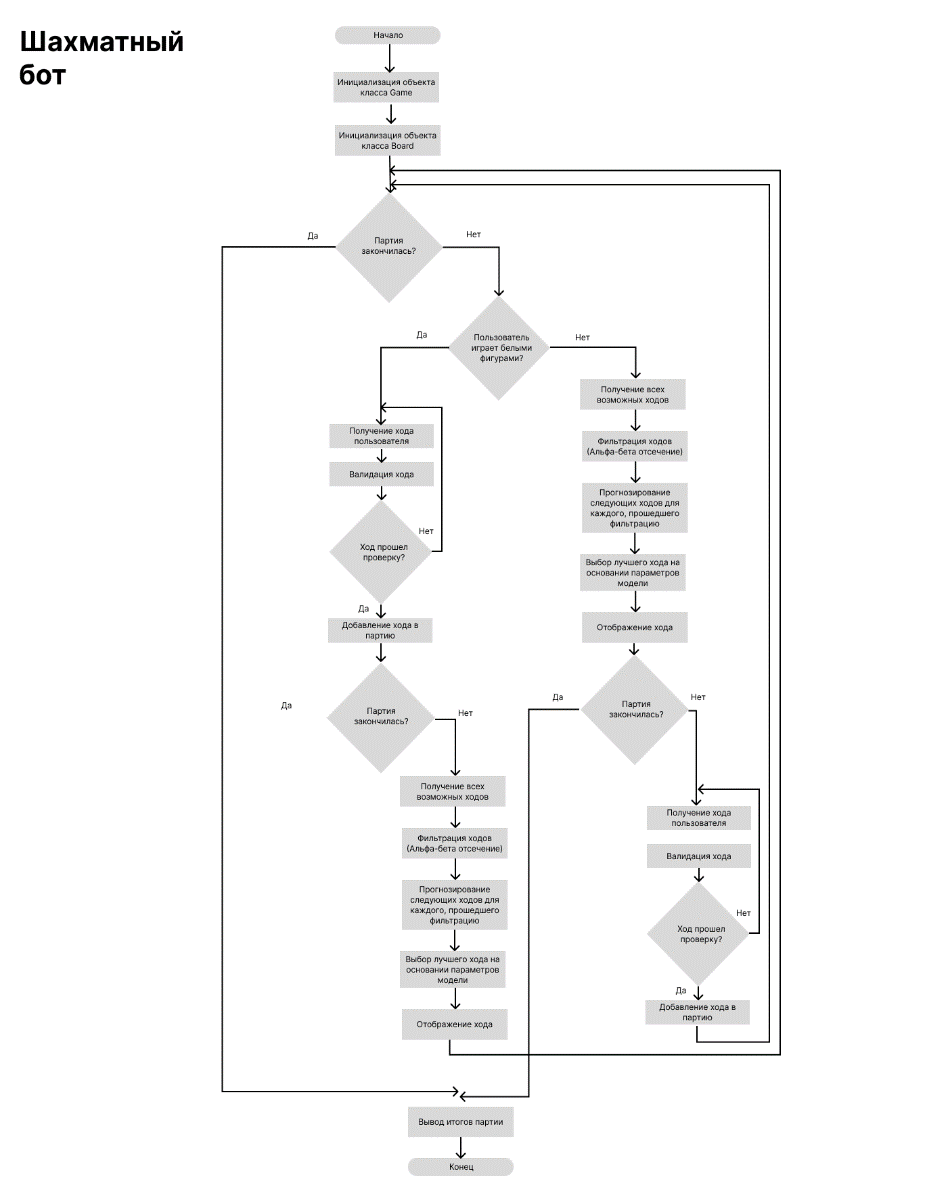 Шахматный
бот
Начало
Инициализация объекта
класса Game
Инициализация объекта
класса Board
Партия
закончилась?
Да
Нет
Пользователь
играет белыми
фигурами?
Да
Нет
Получение хода
пользователя
Валидация хода
Ход прошел
проверку?
Нет
Да
Добавление хода в
партию
Партия
закончилась?
Да
Нет
Получение всех
возможных ходов
Фильтрация ходов
(Альфа-бета отсечение)
Прогнозирование
следующих ходов для
каждого, прошедшего
фильтрацию
Выбор лучшего хода на
основании параметров
модели
Отображение хода
Получение всех
возможных ходов
Фильтрация ходов
(Альфа-бета отсечение)
Прогнозирование
следующих ходов для
каждого, прошедшего
фильтрацию
Выбор лучшего хода на
основании параметров
модели
Отображение хода
Партия
закончилась?
Да
Нет
Получение хода
пользователя
Валидация хода
Ход прошел
проверку?
Нет
Да
Добавление хода в
партию
Вывод итогов партии
Конец